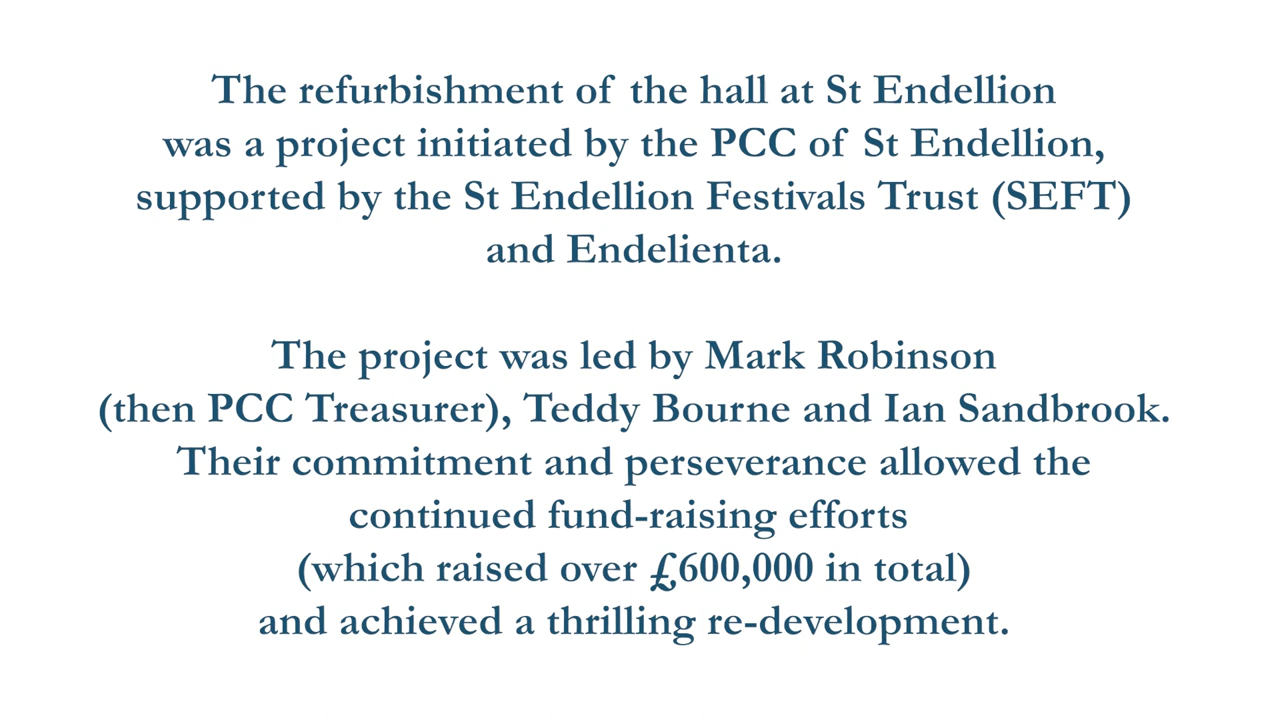 The refurbishment of the hall at St Endellion
was a project initiated by the PCC of St Endellion,
supported by the St Endellion Festivals Trust (SEFT)
and Endelienta.
The project was led by Mark Robinson
(then PCC Treasurer), Teddy Bourne and Ian Sandbrook.
Their commitment and perseverance allowed the
continued fund-raising efforts
(which raised over £600,000 in total)
and achieved a thrilling re-development.